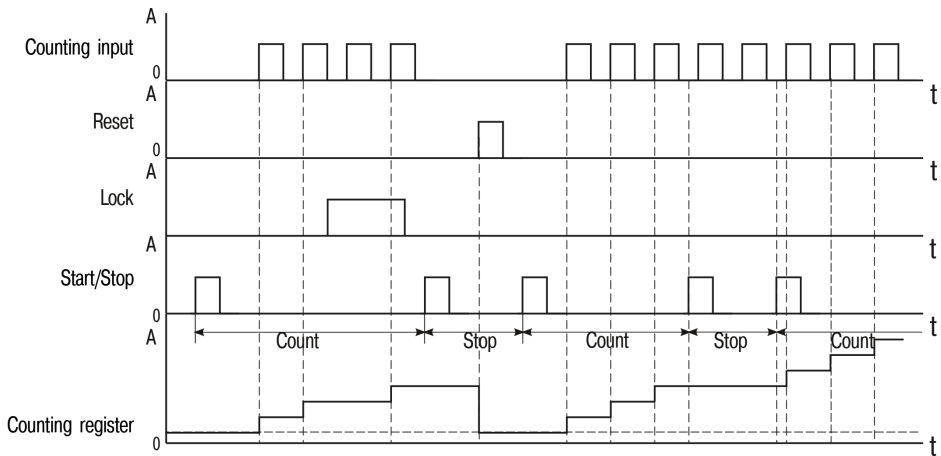 A
Counting input
0
t
A
Reset
0
t
A
Lock
t
A
Start/Stop
0
t
Count Stop Count Stop Count
A
Counting register
0
t